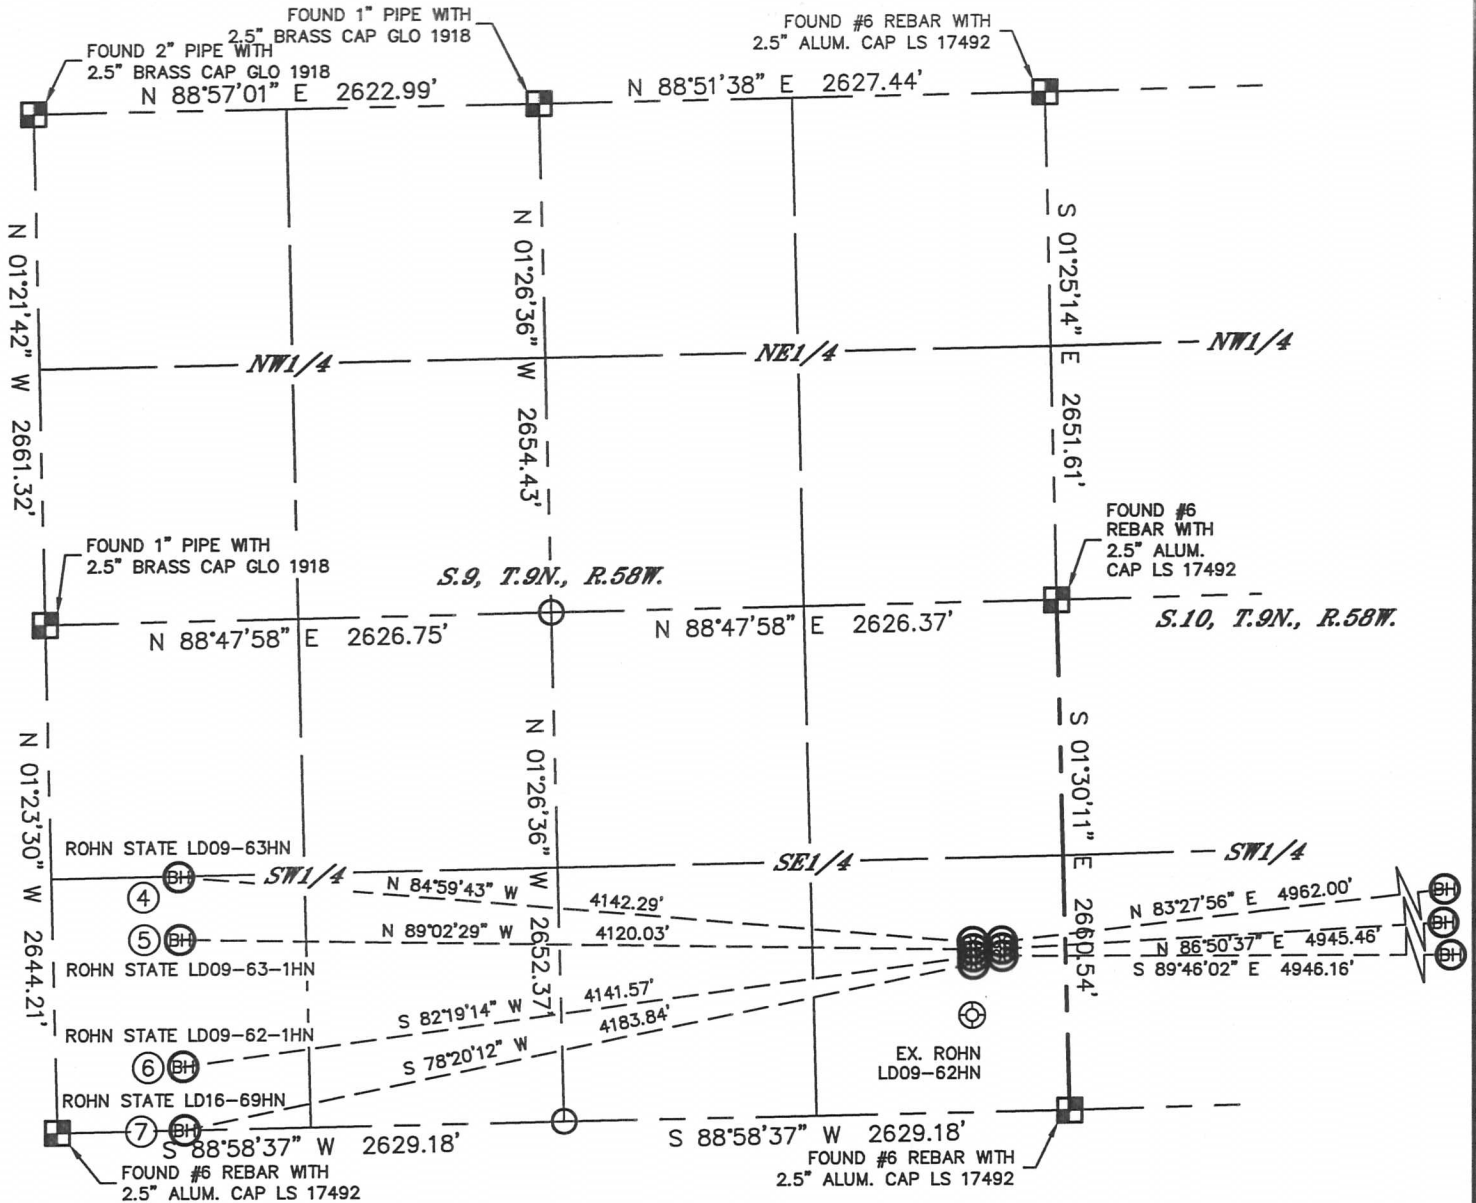 FOUND 1" PIPE WITH
2.5" BRASS CAP GLO 1918
FOUND #6 REBAR WITH
2.5" ALUM. CAP LS 17492
FOUND 2" PIPE WITH
2.5" BRASS CAP GLO 1918
N 88°57'01" E 2622.99'
N 88°51'38" E 2627.44'
N 01°21'42" W 2661.32'
N 01°26'36" W 2654.43'
S 01°25'14" E 2651.61'
NW1/4
NE1/4
NW1/4
FOUND 1" PIPE WITH
2.5" BRASS CAP GLO 1918
FOUND #6
REBAR WITH
2.5" ALUM.
CAP LS 17492
S.9, T.9N., R.58W.
S.10, T.9N., R.58W.
N 88°47'58" E 2626.75'
N 88°47'58" E 2626.37'
N 01°23'30" W 2644.21'
N 01°26'36" W 2652.37'
S 01°30'11" E 2660.54'
ROHN STATE LD09-63HN
BH
4
SW1/4
SE1/4
SW1/4
N 84°59'43" W 4142.29'
N 83°27'56" E 4962.00'
BH
5
BH
N 89°02'29" W 4120.03'
N 86°50'37" E 4945.46'
BH
ROHN STATE LD09-63-1HN
S 89°46'02" E 4946.16'
BH
S 82°19'14" W 4141.57'
ROHN STATE LD09-62-1HN
6
BH
S 78°20'12" W 4183.84'
EX. ROHN
LD09-62HN
ROHN STATE LD16-69HN
7
BH
S 88°58'37" W 2629.18'
S 88°58'37" W 2629.18'
FOUND #6 REBAR WITH
2.5" ALUM. CAP LS 17492
FOUND #6 REBAR WITH
2.5" ALUM. CAP LS 17492